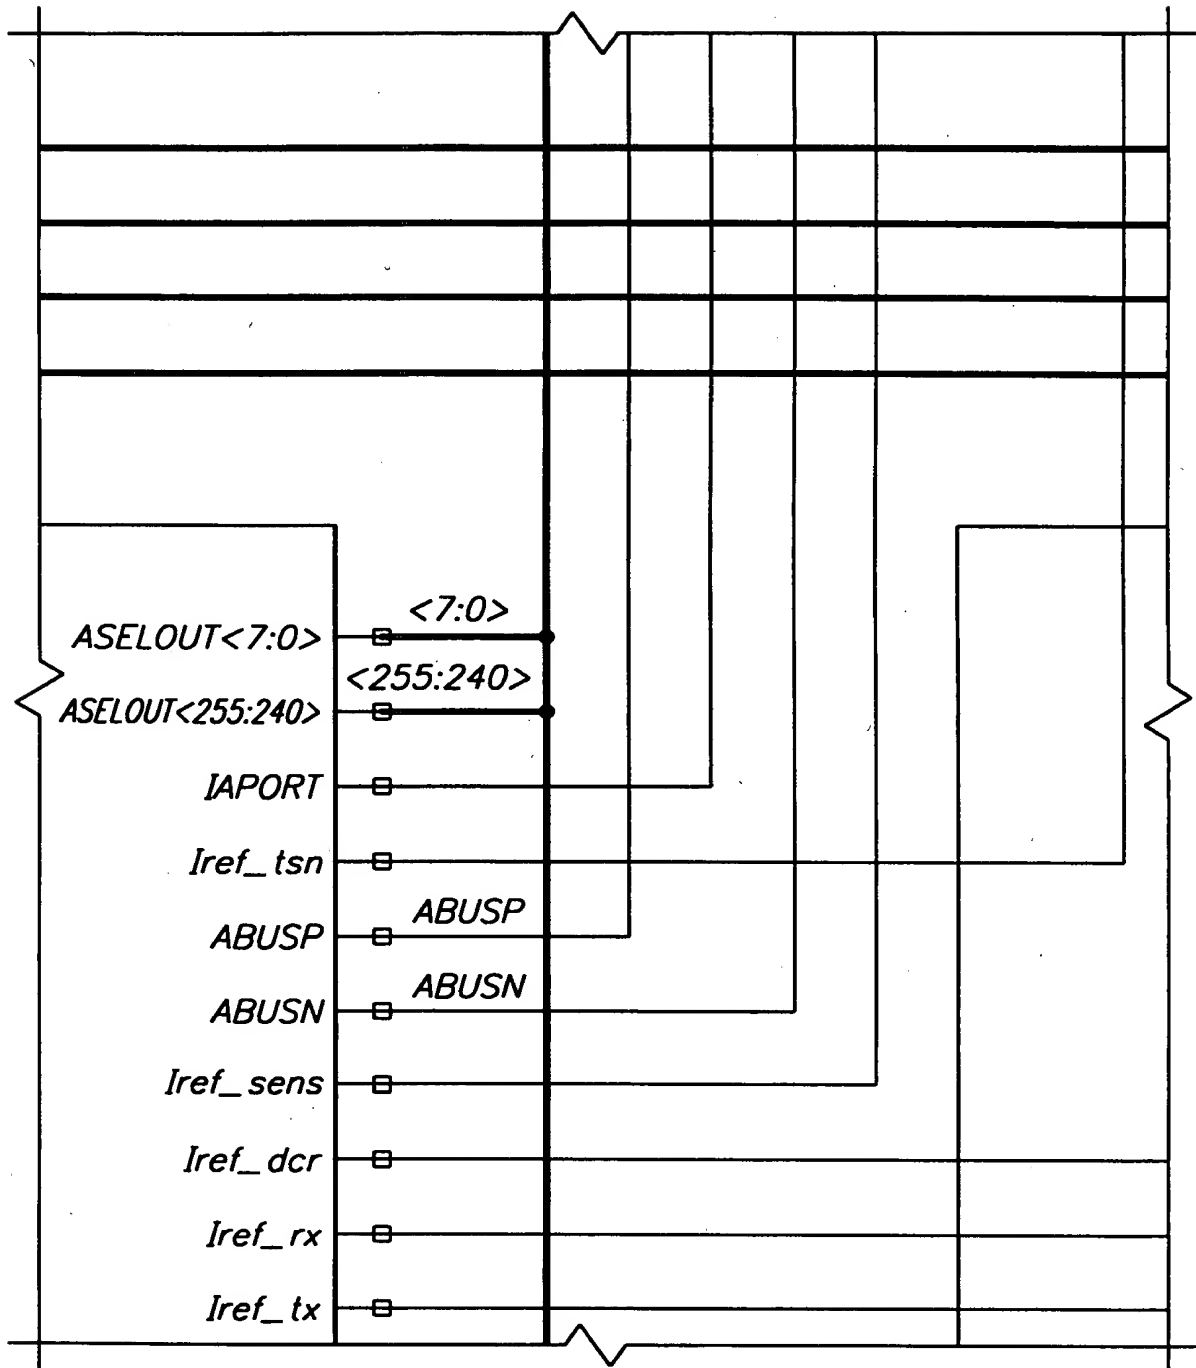 <7:0>
ASELOUT<7:0>
<255:240>
ASELOUT<255:240>
IAPORT
Iref_tsn
ABUSP
ABUSP
ABUSN
ABUSN
Iref_sens
Iref_dcr
Iref_rx
Iref_tx